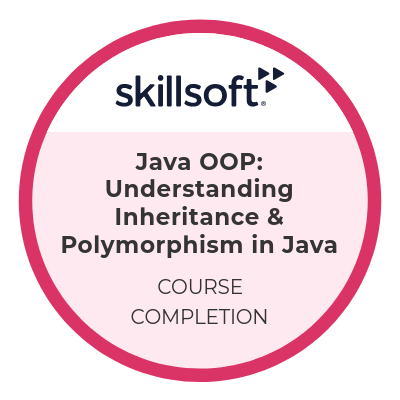 skillsoft®
Java OOP:
Understanding
Inheritance &
Polymorphism in Java
COURSE
COMPLETION